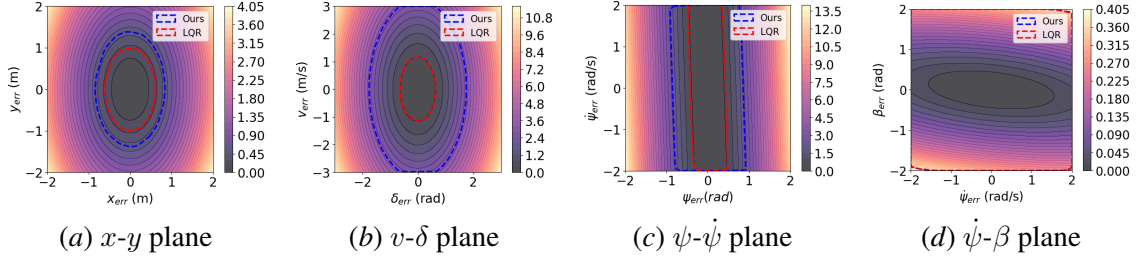 Ours
LQR
2
1
0
−1
−2
y_err (m)
−2 −1 0 1 2
x_err (m)
4.05
3.60
3.15
2.70
2.25
1.80
1.35
0.90
0.45
0.00
(a) x-y plane
Ours
LQR
3
2
1
0
−1
−2
−3
v_err (m/s)
−2 0 2
δ_err (rad)
10.8
9.6
8.4
7.2
6.0
4.8
3.6
2.4
1.2
0.0
(b) v-δ plane
Ours
LQR
2
1
0
−1
−2
ψ̇_err (rad/s)
−2 −1 0 1 2
ψ_err(rad)
13.5
12.0
10.5
9.0
7.5
6.0
4.5
3.0
1.5
0.0
(c) ψ-ψ̇ plane
Ours
LQR
2
1
0
−1
−2
β_err (rad)
−2 −1 0 1 2
ψ̇_err (rad/s)
0.405
0.360
0.315
0.270
0.225
0.180
0.135
0.090
0.045
0.000
(d) ψ̇-β plane